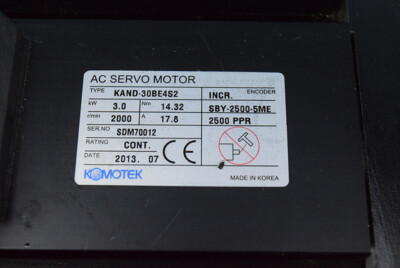 AC SERVO MOTOR
TYPE KAND-30BE4S2 INCR. ENCODER
kW 3.0 Nm 14.32 SBY-2500-5ME
r/min 2000 A 17.8 2500 PPR
SER.NO SDM70012
RATING CONT.
DATE 2013. 07 CE
KOMOTEK MADE IN KOREA